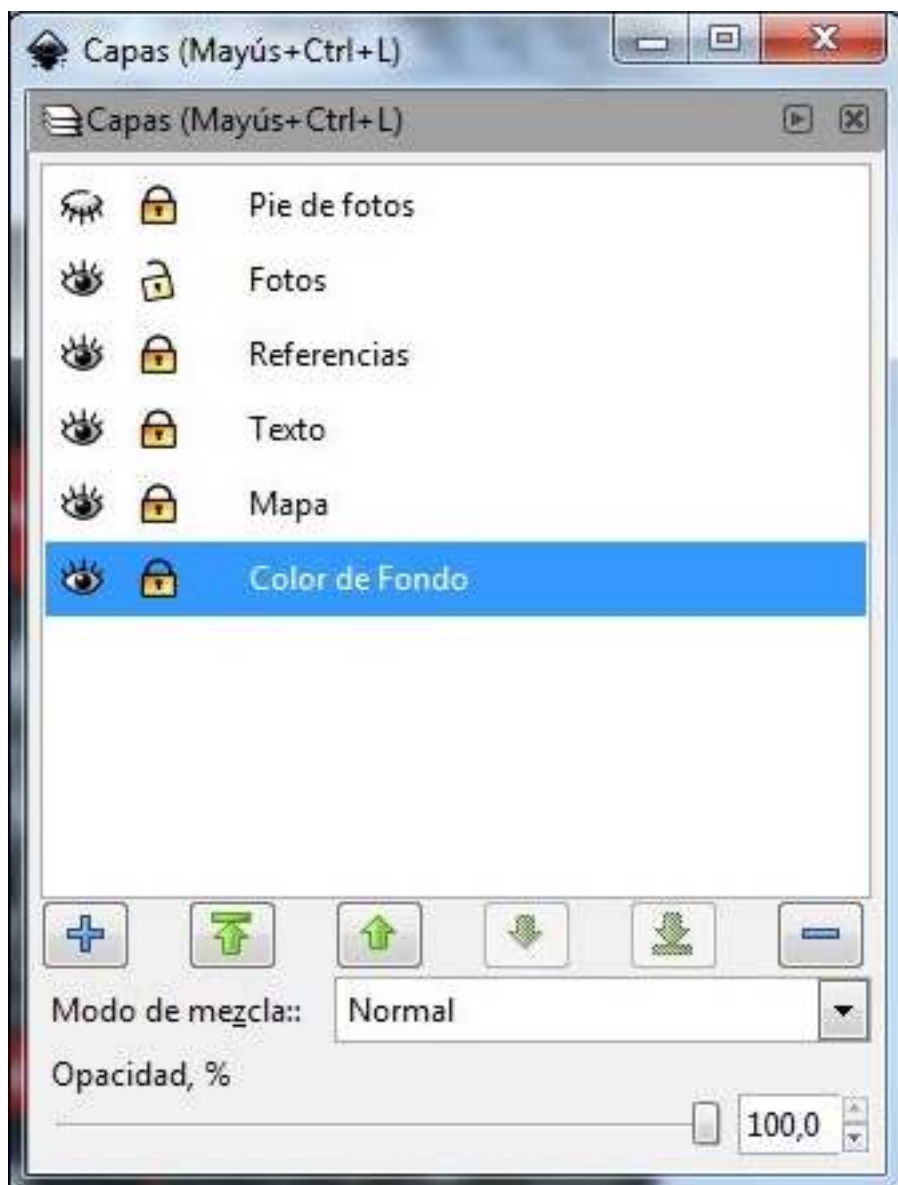 Capas (Mayús+Ctrl+L)
Capas (Mayús+Ctrl+L)
Pie de fotos
Fotos
Referencias
Texto
Mapa
Color de Fondo
Modo de mezcla:: Normal
Opacidad, %
100,0